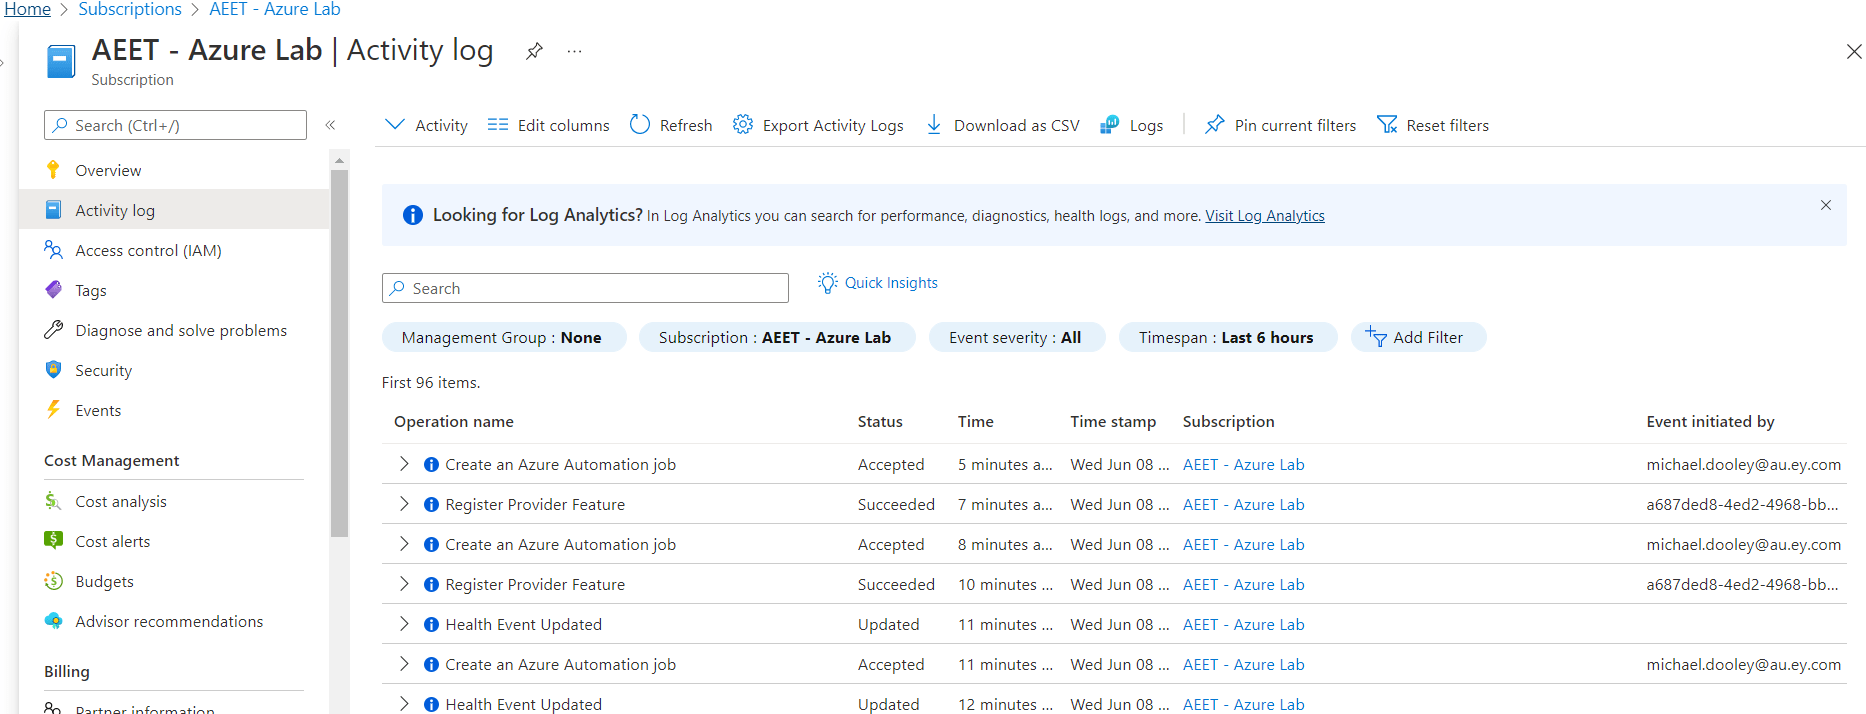 Home > Subscriptions > AEET - Azure Lab
AEET - Azure Lab | Activity log
Subscription
Search (Ctrl+/)
Overview
Activity log
Access control (IAM)
Tags
Diagnose and solve problems
Security
Events
Cost Management
Cost analysis
Cost alerts
Budgets
Advisor recommendations
Billing
Partner information
Activity Edit columns Refresh Export Activity Logs Download as CSV Logs Pin current filters Reset filters
Looking for Log Analytics? In Log Analytics you can search for performance, diagnostics, health logs, and more. Visit Log Analytics
Search Quick Insights
Management Group : None Subscription : AEET - Azure Lab Event severity : All Timespan : Last 6 hours Add Filter
First 96 items.
Operation name Status Time Time stamp Subscription Event initiated by
Create an Azure Automation job Accepted 5 minutes a... Wed Jun 08 ... AEET - Azure Lab michael.dooley@au.ey.com
Register Provider Feature Succeeded 7 minutes a... Wed Jun 08 ... AEET - Azure Lab a687ded8-4ed2-4968-bb...
Create an Azure Automation job Accepted 8 minutes a... Wed Jun 08 ... AEET - Azure Lab michael.dooley@au.ey.com
Register Provider Feature Succeeded 10 minutes ... Wed Jun 08 ... AEET - Azure Lab a687ded8-4ed2-4968-bb...
Health Event Updated Updated 11 minutes ... Wed Jun 08 ... AEET - Azure Lab
Create an Azure Automation job Accepted 11 minutes ... Wed Jun 08 ... AEET - Azure Lab michael.dooley@au.ey.com
Health Event Updated Updated 12 minutes ... Wed Jun 08 ... AEET - Azure Lab